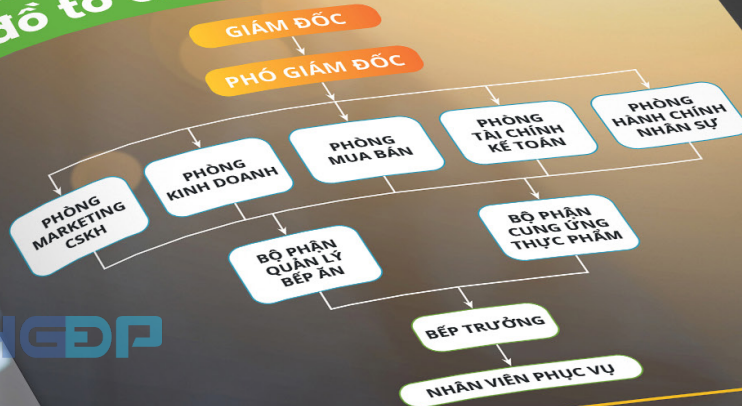 GIÁM ĐỐC
PHÓ GIÁM ĐỐC
PHÒNG
MARKETING
CSKH
PHÒNG
KINH DOANH
PHÒNG
MUA BÁN
PHÒNG
TÀI CHÍNH
KẾ TOÁN
PHÒNG
HÀNH CHÍNH
NHÂN SỰ
BỘ PHẬN
QUẢN LÝ
BẾP ĂN
BỘ PHẬN
CUNG ỨNG
THỰC PHẨM
BẾP TRƯỞNG
NHÂN VIÊN PHỤC VỤ